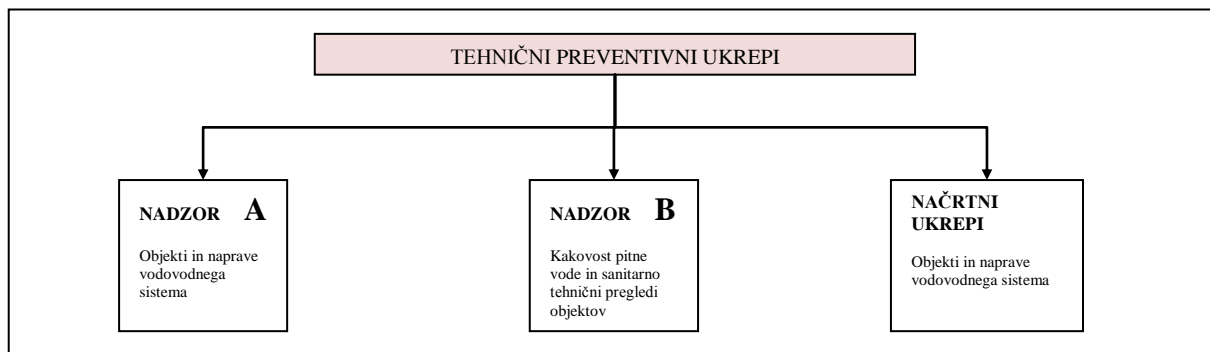 TEHNIČNI PREVENTIVNI UKREPI
NADZOR A
Objekti in naprave
vodovodnega
sistema
NADZOR B
Kakovost pitne
vode in sanitarno
tehnični pregledi
objektov
NAČRTNI
UKREPI
Objekti in naprave
vodovodnega sistema